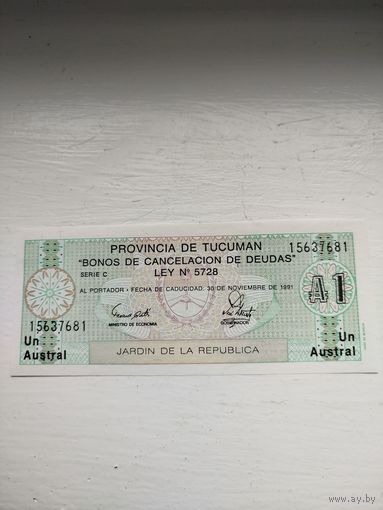 PROVINCIA DE TUCUMAN
15637681
"BONOS DE CANCELACION DE DEUDAS"
SERIE C
LEY Nº 5728
AL PORTADOR - FECHA DE CADUCIDAD: 30 DE NOVIEMBRE DE 1991
A1
15637681
MINISTRO DE ECONOMIA
GOBERNADOR
Un
Austral
Un
Austral
JARDIN DE LA REPUBLICA
ay.by